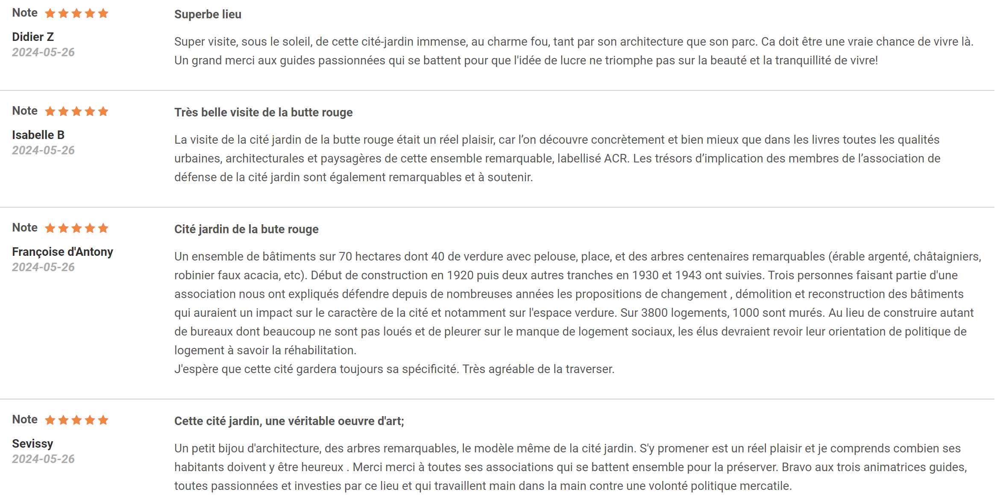 Note
Superbe lieu
Didier Z
2024-05-26
Super visite, sous le soleil, de cette cité-jardin immense, au charme fou, tant par son architecture que son parc. Ca doit être une vraie chance de vivre là.
Un grand merci aux guides passionnées qui se battent pour que l'idée de lucre ne triomphe pas sur la beauté et la tranquillité de vivre!
Note
Très belle visite de la butte rouge
Isabelle B
2024-05-26
La visite de la cité jardin de la butte rouge était un réel plaisir, car l’on découvre concrètement et bien mieux que dans les livres toutes les qualités
urbaines, architecturales et paysagères de cette ensemble remarquable, labellisé ACR. Les trésors d’implication des membres de l’association de
défense de la cité jardin sont également remarquables et à soutenir.
Note
Cité jardin de la bute rouge
Françoise d'Antony
2024-05-26
Un ensemble de bâtiments sur 70 hectares dont 40 de verdure avec pelouse, place, et des arbres centenaires remarquables (érable argenté, châtaigniers,
robinier faux acacia, etc). Début de construction en 1920 puis deux autres tranches en 1930 et 1943 ont suivies. Trois personnes faisant partie d'une
association nous ont expliqués défendre depuis de nombreuses années les propositions de changement , démolition et reconstruction des bâtiments
qui auraient un impact sur le caractère de la cité et notamment sur l'espace verdure. Sur 3800 logements, 1000 sont murés. Au lieu de construire autant
de bureaux dont beaucoup ne sont pas loués et de pleurer sur le manque de logement sociaux, les élus devraient revoir leur orientation de politique de
logement à savoir la réhabilitation.
J'espère que cette cité gardera toujours sa spécificité. Très agréable de la traverser.
Note
Cette cité jardin, une véritable oeuvre d'art;
Sevissy
2024-05-26
Un petit bijou d'architecture, des arbres remarquables, le modèle même de la cité jardin. S'y promener est un réel plaisir et je comprends combien ses
habitants doivent y être heureux . Merci merci à toutes ses associations qui se battent ensemble pour la préserver. Bravo aux trois animatrices guides,
toutes passionnées et investies par ce lieu et qui travaillent main dans la main contre une volonté politique mercatile.